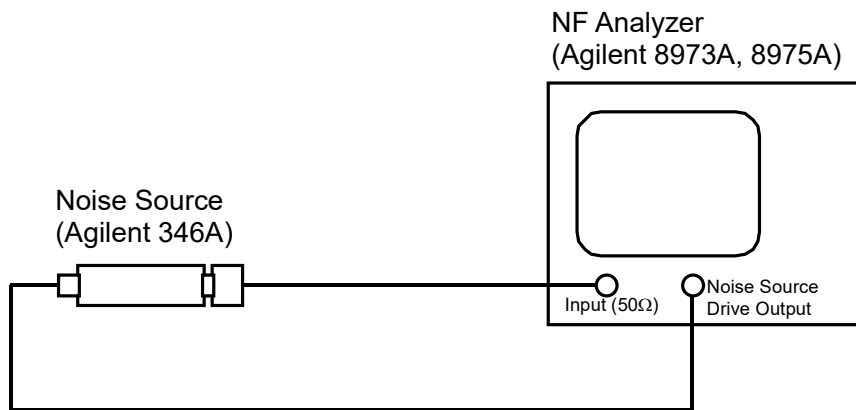 NF Analyzer
(Agilent 8973A, 8975A)
Noise Source
(Agilent 346A)
Input (50Ω)
Noise Source
Drive Output